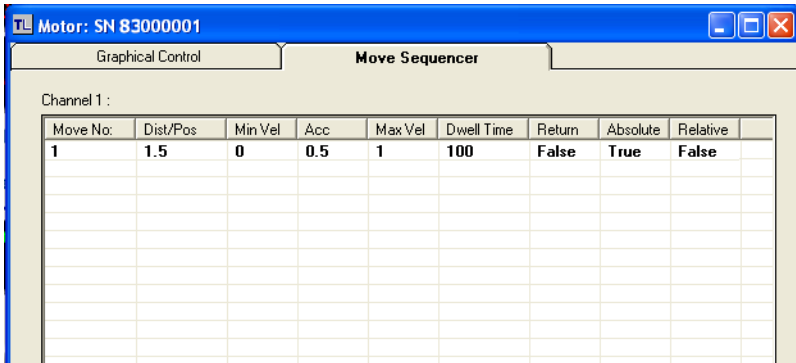 TL Motor: SN 83000001
Graphical Control Move Sequencer
Channel 1 :
Move No: Dist/Pos Min Vel Acc Max Vel Dwell Time Return Absolute Relative
1 1.5 0 0.5 1 100 False True False